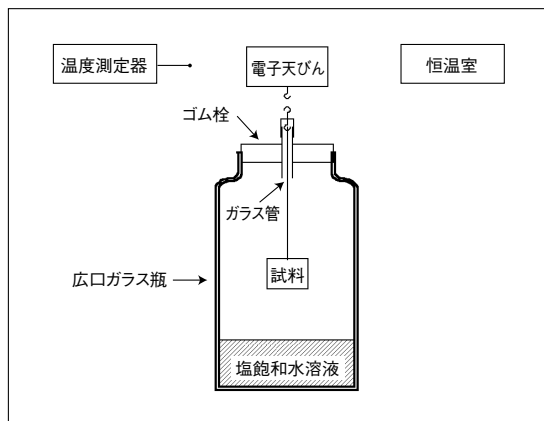 温度測定器
電子天びん
恒温室
ゴム栓
ガラス管
試料
広口ガラス瓶
塩飽和水溶液